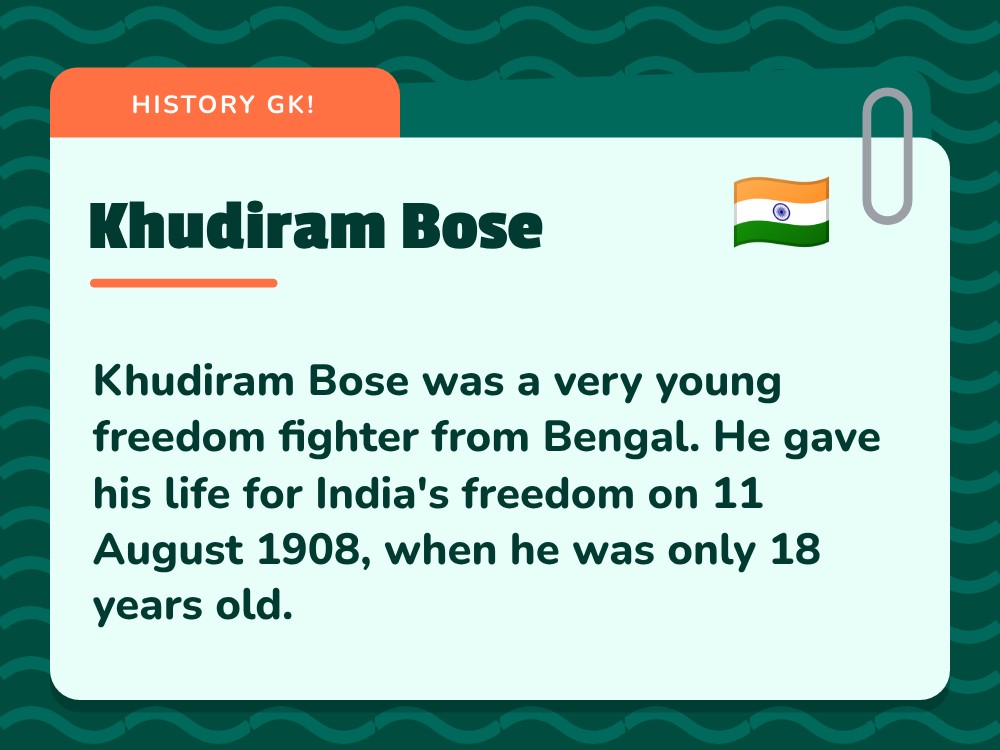 HISTORY GK!
Khudiram Bose
Khudiram Bose was a very young
freedom fighter from Bengal. He gave
his life for India's freedom on 11
August 1908, when he was only 18
years old.